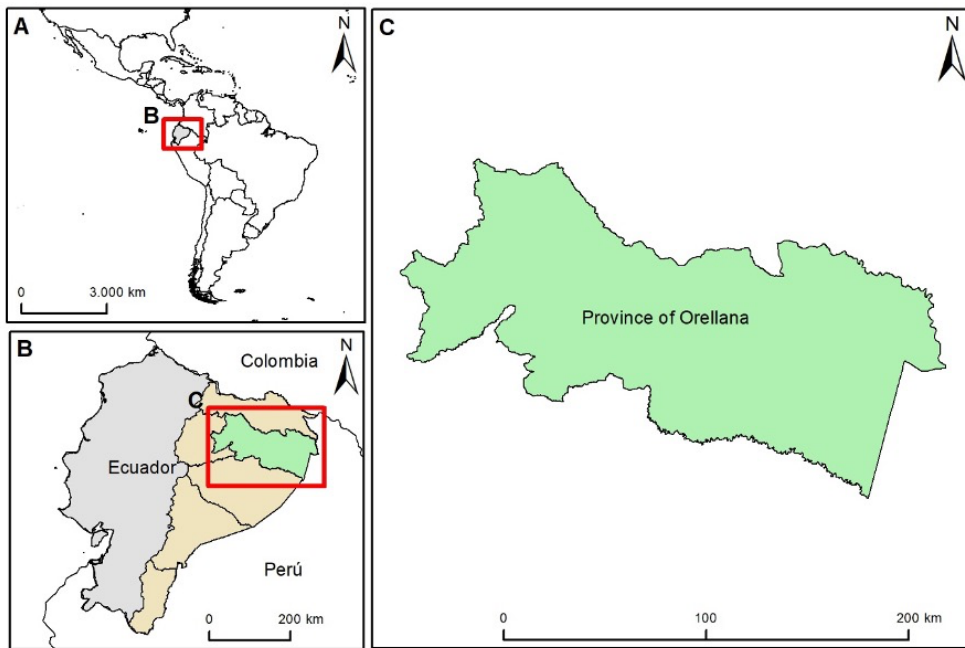 A
N
B
0 3.000 km
B
N
Colombia
C
Ecuador
Perú
0 200 km
C
N
Province of Orellana
0 100 200 km